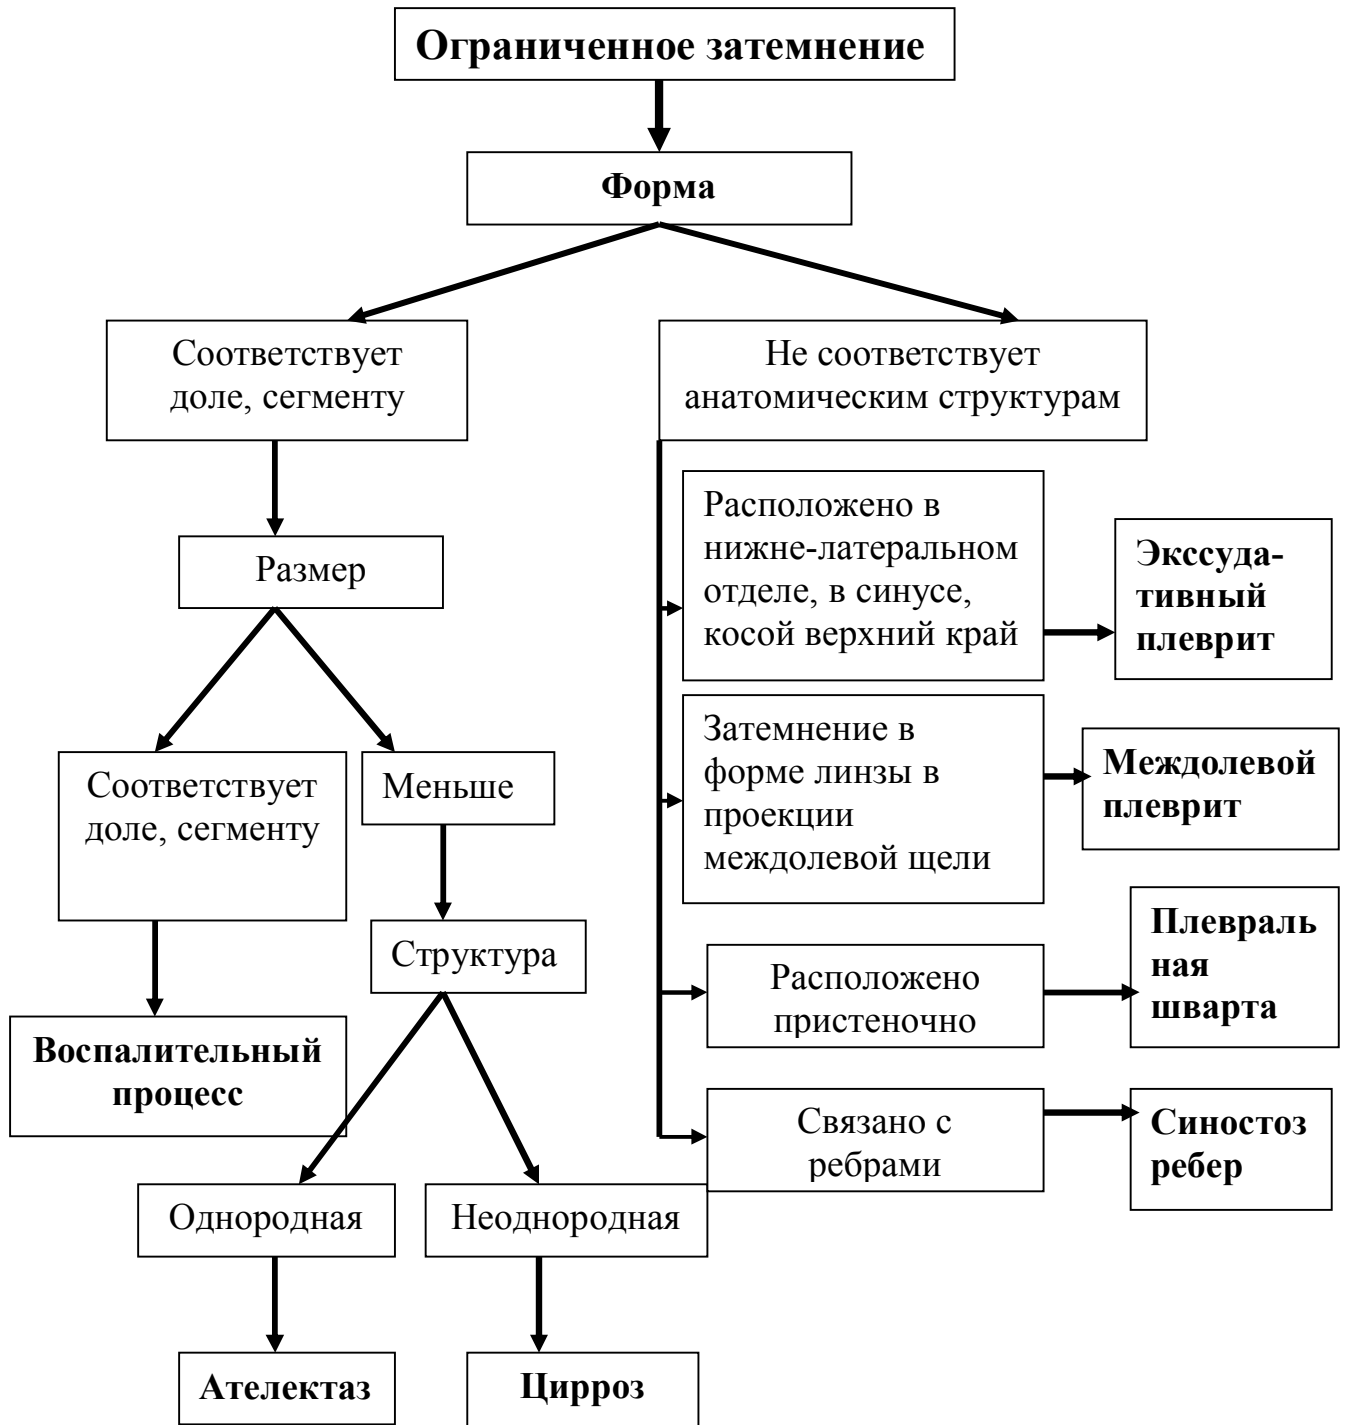 Ограниченное затемнение
Форма
Соответствует
доле, сегменту
Не соответствует
анатомическим структурам
Размер
Соответствует
доле, сегменту
Меньше
Воспалительный
процесс
Структура
Однородная
Неоднородная
Ателектаз
Цирроз
Расположено в
нижне-латеральном
отделе, в синусе,
косой верхний край
Экссуда-
тивный
плеврит
Затемнение в
форме линзы в
проекции
междолевой щели
Междолевой
плеврит
Расположено
пристеночно
Плевраль
ная
шварта
Связано с
ребрами
Синостоз
ребер